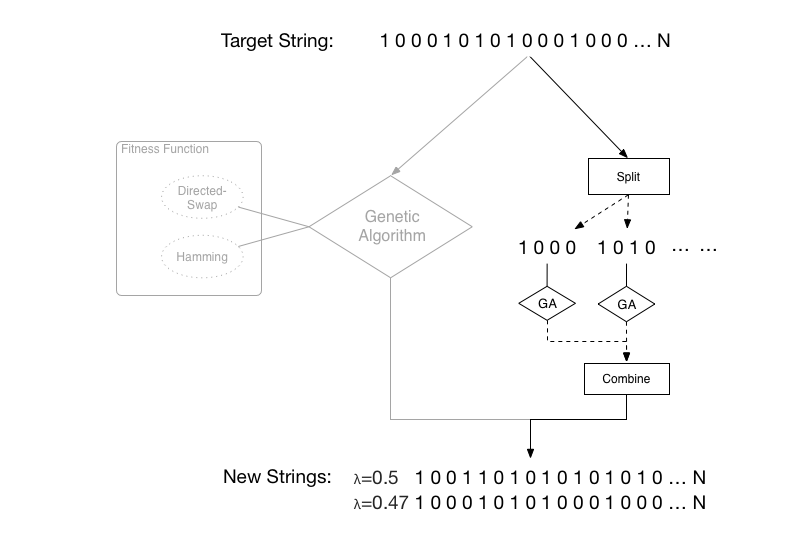 Target String: 1 0 0 0 1 0 1 0 1 0 0 0 1 0 0 0 ... N
Fitness Function
Directed-
Swap
Hamming
Genetic
Algorithm
Split
1 0 0 0 1 0 1 0 ... ...
GA GA
Combine
New Strings: λ=0.5 1 0 0 1 1 0 1 0 1 0 1 0 1 0 1 0 ... N
λ=0.47 1 0 0 0 1 0 1 0 1 0 0 0 1 0 0 0 ... N